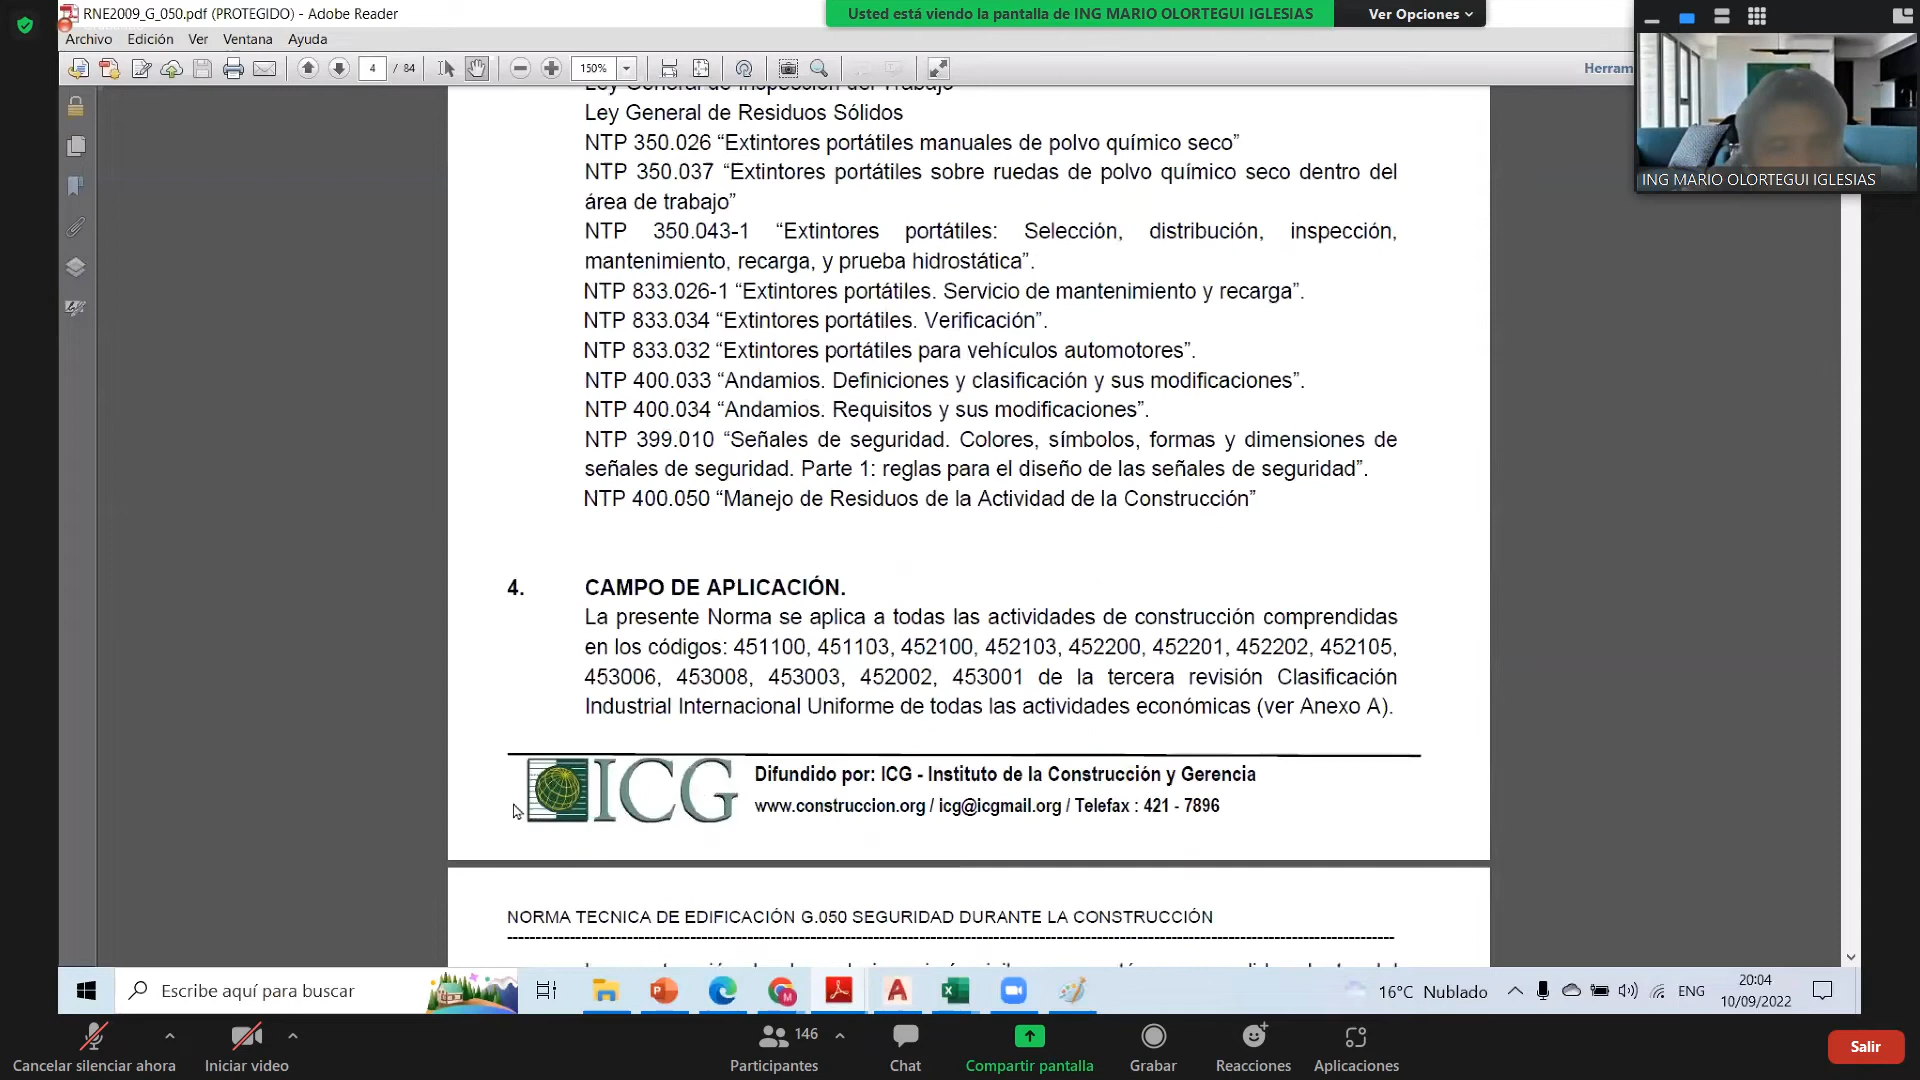 RNE2009_G_050.pdf (PROTEGIDO) - Adobe Reader
Usted está viendo la pantalla de ING MARIO OLORTEGUI IGLESIAS
Ver Opciones
Archivo Edición Ver Ventana Ayuda
4 / 84
150%
Herram
ING MARIO OLORTEGUI IGLESIAS
Ley General de Inspección del Trabajo
Ley General de Residuos Sólidos
NTP 350.026 “Extintores portátiles manuales de polvo químico seco”
NTP 350.037 “Extintores portátiles sobre ruedas de polvo químico seco dentro del
área de trabajo”
NTP 350.043-1 “Extintores portátiles: Selección, distribución, inspección,
mantenimiento, recarga, y prueba hidrostática”.
NTP 833.026-1 “Extintores portátiles. Servicio de mantenimiento y recarga”.
NTP 833.034 “Extintores portátiles. Verificación”.
NTP 833.032 “Extintores portátiles para vehículos automotores”.
NTP 400.033 “Andamios. Definiciones y clasificación y sus modificaciones”.
NTP 400.034 “Andamios. Requisitos y sus modificaciones”.
NTP 399.010 “Señales de seguridad. Colores, símbolos, formas y dimensiones de
señales de seguridad. Parte 1: reglas para el diseño de las señales de seguridad”.
NTP 400.050 “Manejo de Residuos de la Actividad de la Construcción”
4. CAMPO DE APLICACIÓN.
La presente Norma se aplica a todas las actividades de construcción comprendidas
en los códigos: 451100, 451103, 452100, 452103, 452200, 452201, 452202, 452105,
453006, 453008, 453003, 452002, 453001 de la tercera revisión Clasificación
Industrial Internacional Uniforme de todas las actividades económicas (ver Anexo A).
ICG
Difundido por: ICG - Instituto de la Construcción y Gerencia
www.construccion.org / icg@icgmail.org / Telefax : 421 - 7896
NORMA TECNICA DE EDIFICACIÓN G.050 SEGURIDAD DURANTE LA CONSTRUCCIÓN
Escribe aquí para buscar
16°C Nublado
ENG
20:04
10/09/2022
Cancelar silenciar ahora
Iniciar video
146
Participantes
Chat
Compartir pantalla
Grabar
Reacciones
Aplicaciones
Salir